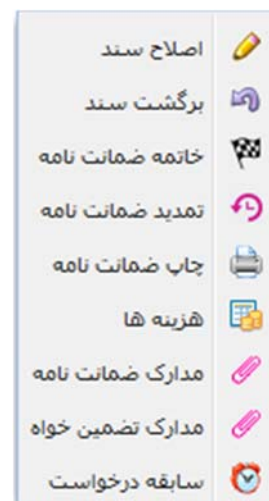 اصلاح سند
برگشت سند
خاتمه ضمانت نامه
تمدید ضمانت نامه
چاپ ضمانت نامه
هزینه ها
مدارک ضمانت نامه
مدارک تضمین خواه
سابقه درخواست